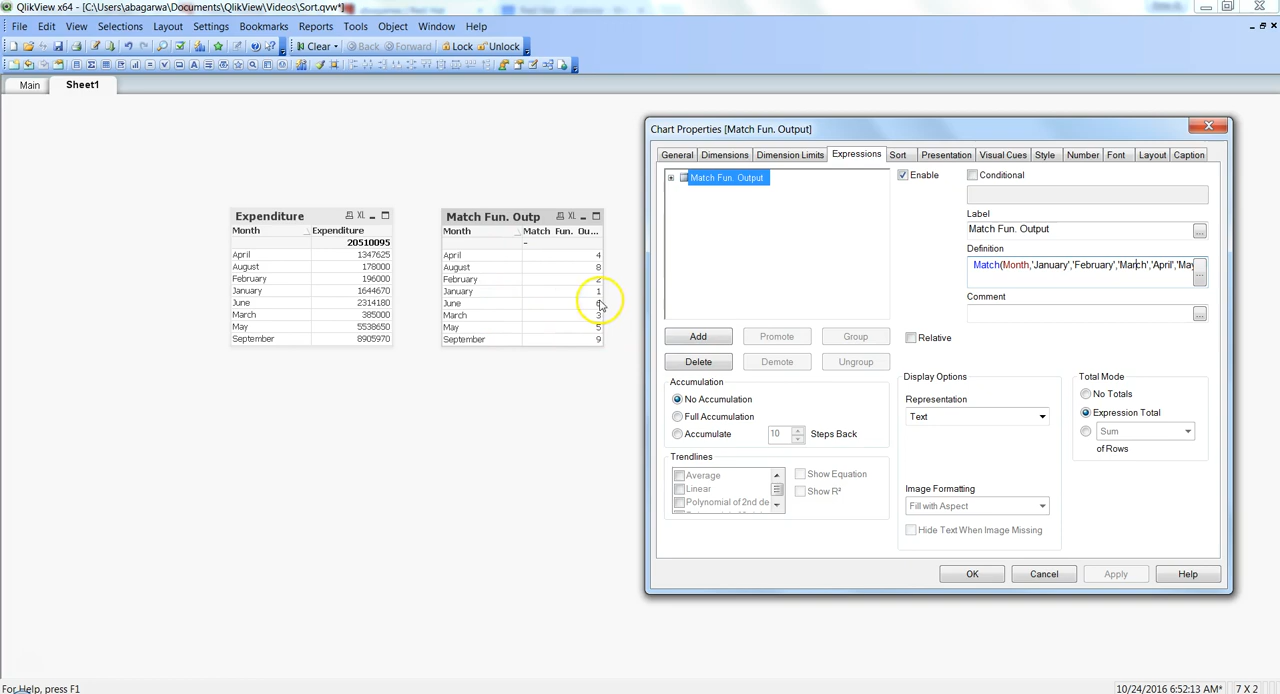 QlikView x64 - [C:\Users\abagarwa\Documents\QlikView\Videos\Sort.qvw*]
File Edit View Selections Layout Settings Bookmarks Reports Tools Object Window Help
Clear Back Forward Lock Unlock
Main Sheet1
Chart Properties [Match Fun. Output]
General Dimensions Dimension Limits Expressions Sort Presentation Visual Cues Style Number Font Layout Caption
Match Fun. Output
Enable
Conditional
Label
Match Fun. Output
Definition
Match(Month,'January','February','March','April','May
Comment
Expenditure XL
Month Expenditure
20510095
April 1347625
August 178000
February 196000
January 1644670
June 2314180
March 385000
May 5538650
September 8905970
Match Fun. Outp XL
Month Match Fun. Ou...
-
April 4
August 8
February 2
January 1
June 6
March 3
May 5
September 9
Add Promote Group
Delete Demote Ungroup
Relative
Accumulation
No Accumulation
Full Accumulation
Accumulate 10 Steps Back
Trendlines
Average
Linear
Polynomial of 2nd de
Show Equation
Show R²
Display Options
Representation
Text
Image Formatting
Fill with Aspect
Hide Text When Image Missing
Total Mode
No Totals
Expression Total
Sum
of Rows
OK Cancel Apply Help
For Help, press F1
10/24/2016 6:52:13 AM* 7 X 2